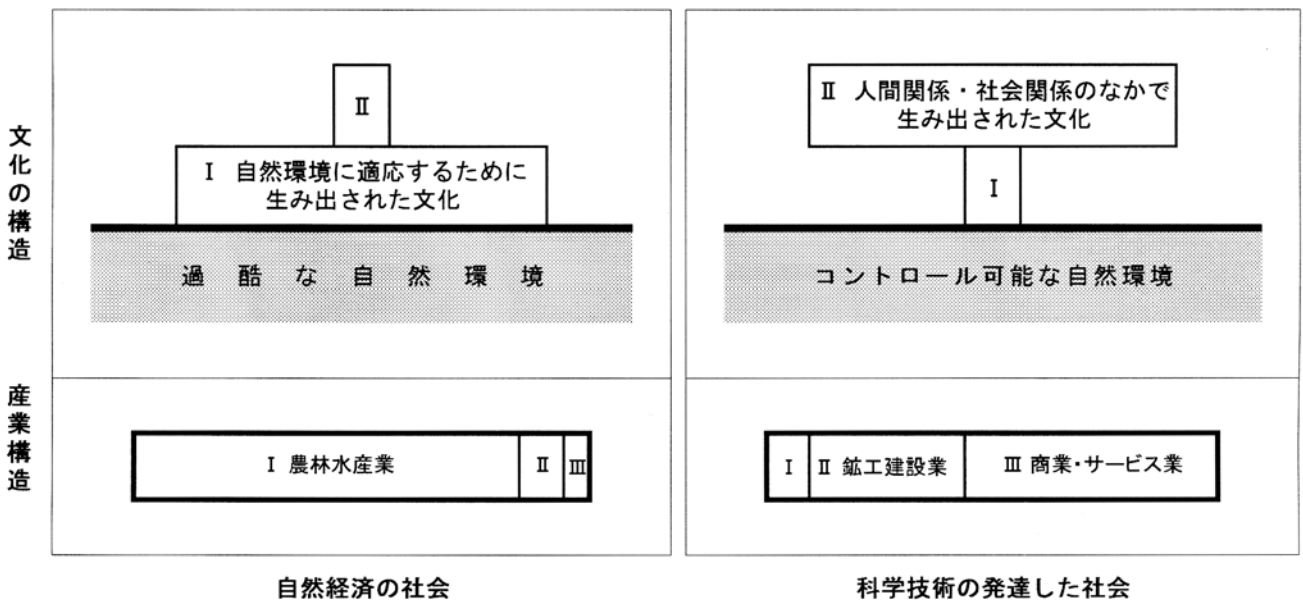 文化の構造
Ⅱ
Ⅰ 自然環境に適応するために
生み出された文化
過酷な自然環境
Ⅱ 人間関係・社会関係のなかで
生み出された文化
Ⅰ
コントロール可能な自然環境
産業構造
Ⅰ 農林水産業
Ⅱ
Ⅲ
Ⅰ
Ⅱ 鉱工建設業
Ⅲ 商業・サービス業
自然経済の社会
科学技術の発達した社会